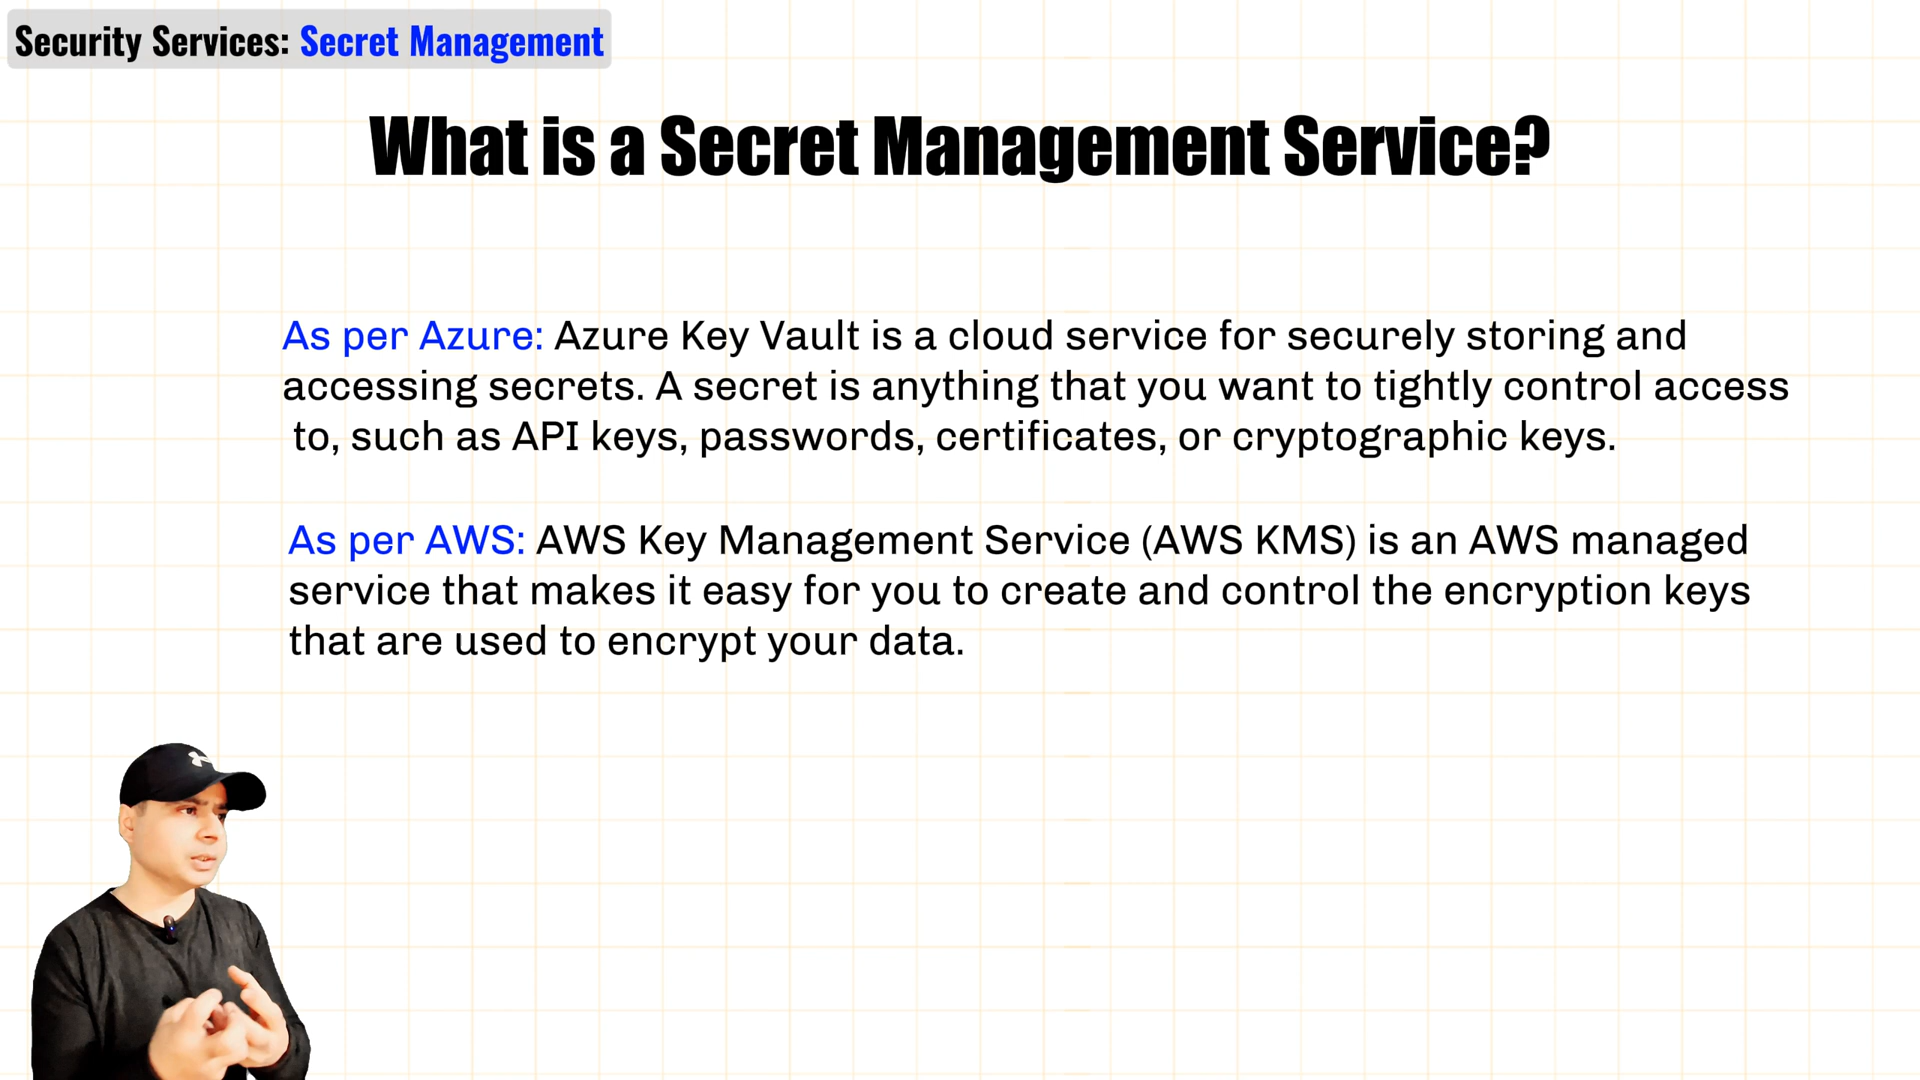 Security Services: Secret Management
What is a Secret Management Service?
As per Azure: Azure Key Vault is a cloud service for securely storing and
accessing secrets. A secret is anything that you want to tightly control access
to, such as API keys, passwords, certificates, or cryptographic keys.
As per AWS: AWS Key Management Service (AWS KMS) is an AWS managed
service that makes it easy for you to create and control the encryption keys
that are used to encrypt your data.